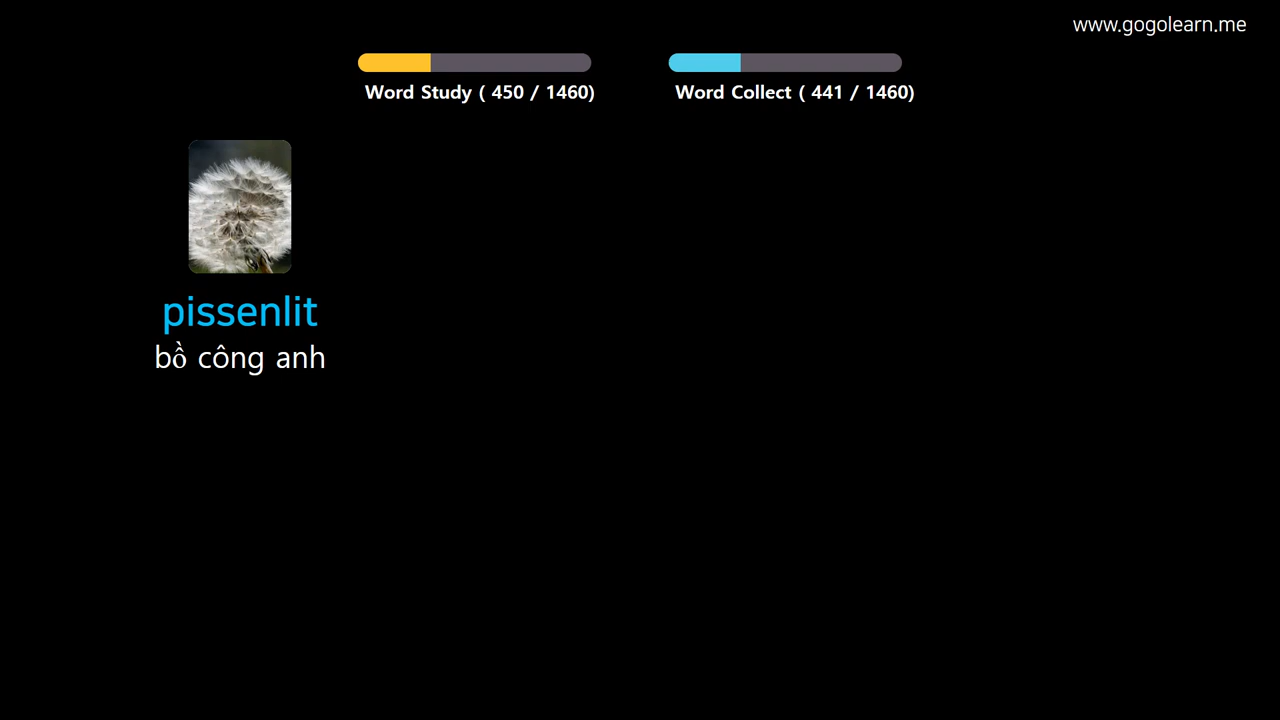 www.gogolearn.me
Word Study ( 450 / 1460)
Word Collect ( 441 / 1460)
pissenlit
bồ công anh